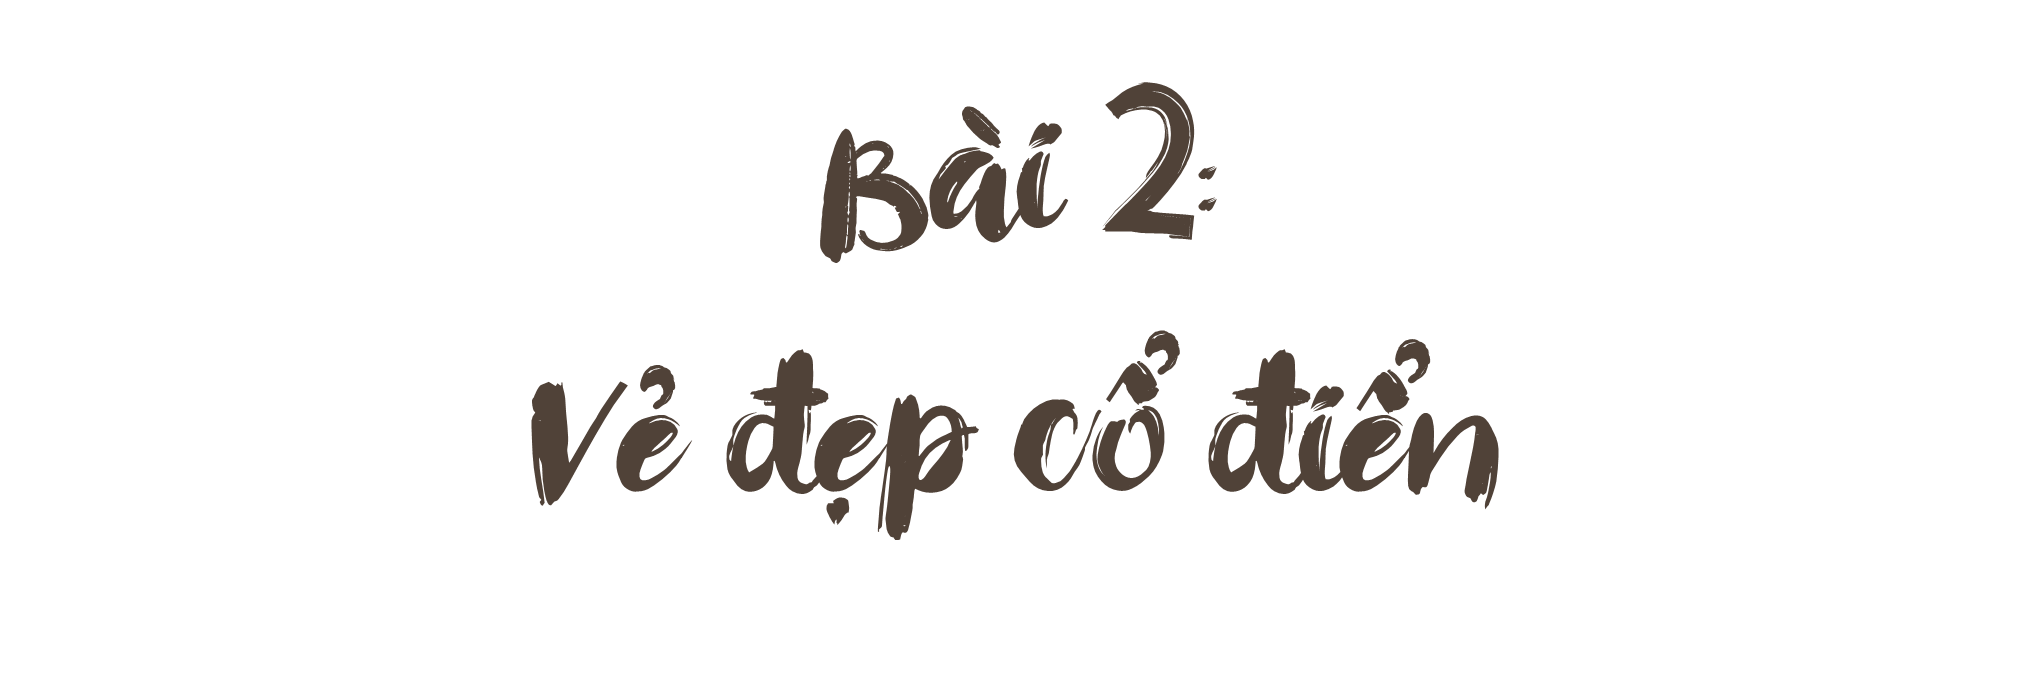 Bài 2:
Vẻ đẹp cổ điển